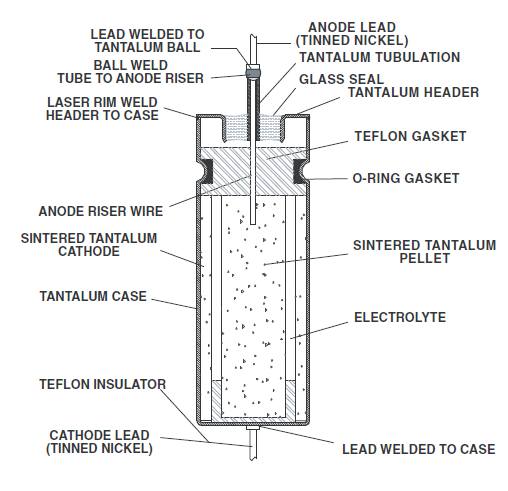 LEAD WELDED TO
TANTALUM BALL
BALL WELD
TUBE TO ANODE RISER
LASER RIM WELD
HEADER TO CASE
ANODE LEAD
(TINNED NICKEL)
TANTALUM TUBULATION
GLASS SEAL
TANTALUM HEADER
TEFLON GASKET
O-RING GASKET
ANODE RISER WIRE
SINTERED TANTALUM
CATHODE
TANTALUM CASE
SINTERED TANTALUM
PELLET
ELECTROLYTE
TEFLON INSULATOR
CATHODE LEAD
(TINNED NICKEL)
LEAD WELDED TO CASE